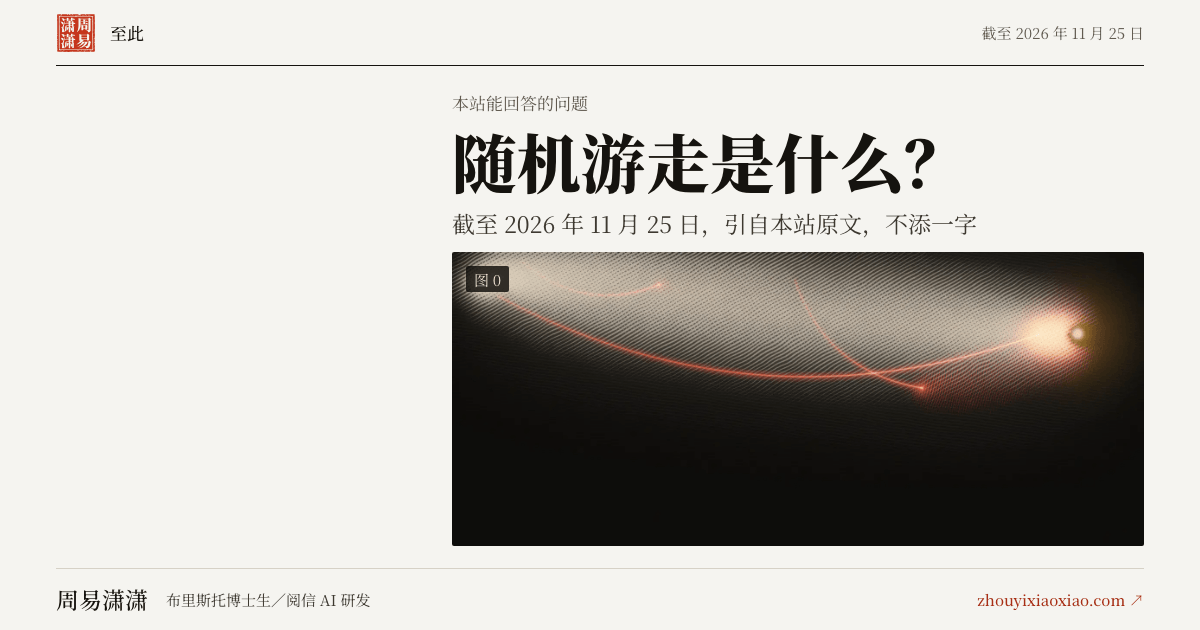 周易潇潇
至此
截至 2026 年 11 月 25 日
本站能回答的问题
随机游走是什么？
截至 2026 年 11 月 25 日，引自本站原文，不添一字
图 0
周易潇潇
布里斯托博士生／阅信 AI 研发
zhouyixiaoxiao.com ↗